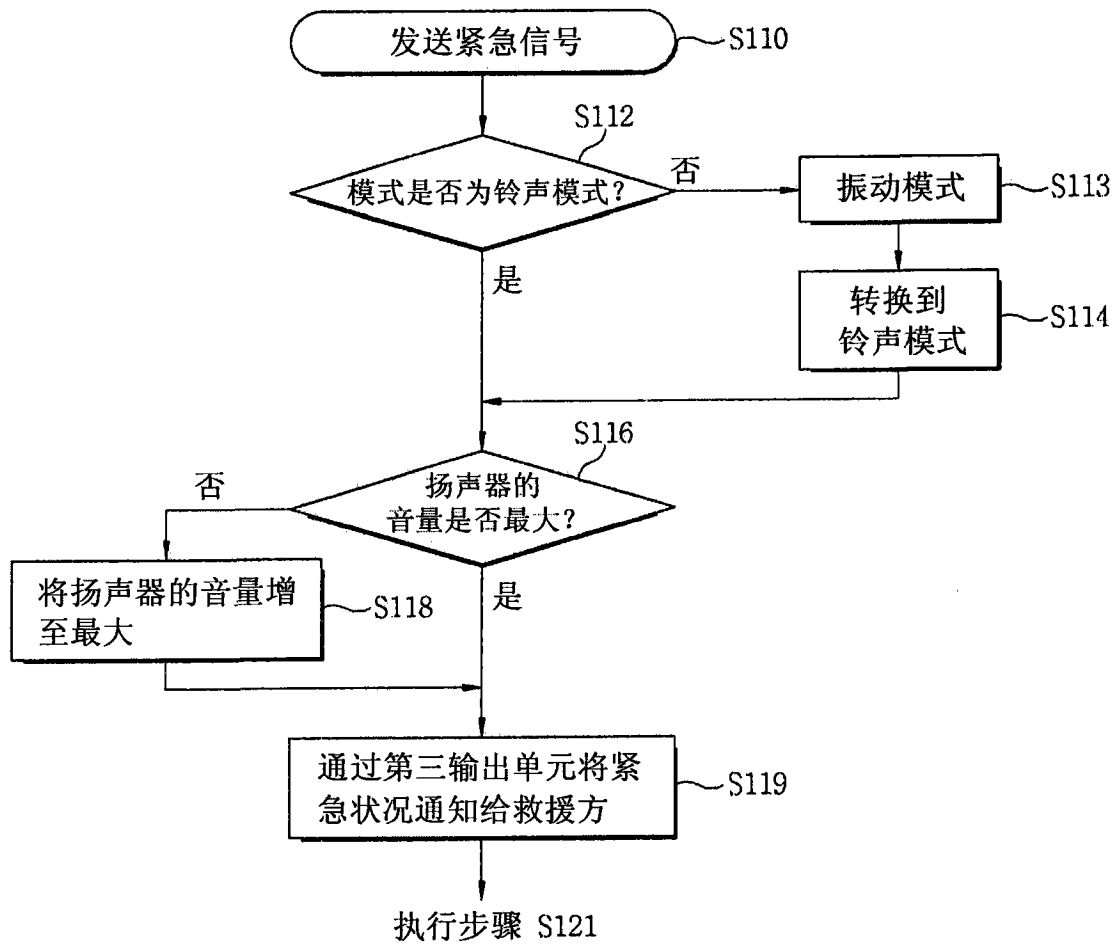 发送紧急信号
S110
S112
模式是否为铃声模式?
否
振动模式
S113
是
转换到
铃声模式
S114
S116
扬声器的
音量是否最大?
否
将扬声器的音量增
至最大
S118
是
通过第三输出单元将紧
急状况通知给救援方
S119
执行步骤 S121